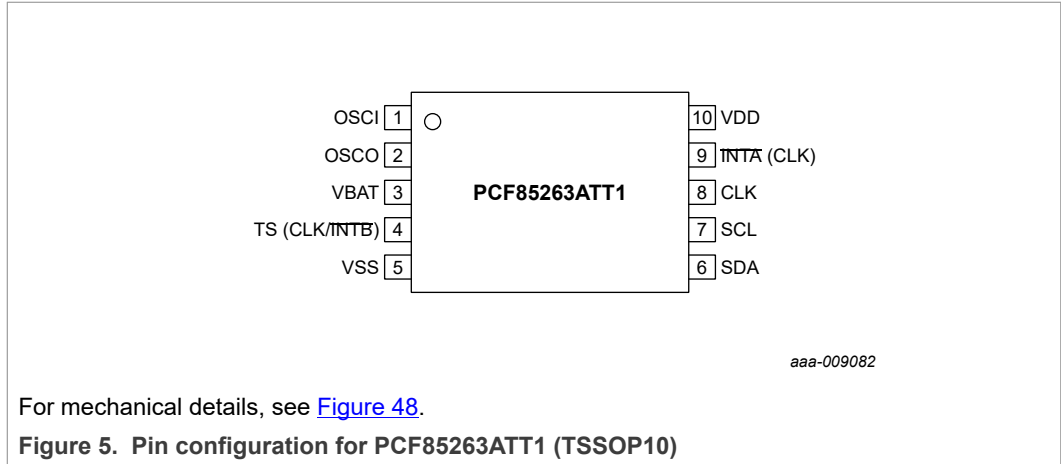 OSCI 1
OSCO 2
VBAT 3
TS (CLK/INTB) 4
VSS 5
PCF85263ATT1
10 VDD
9 INTA (CLK)
8 CLK
7 SCL
6 SDA
aaa-009082
For mechanical details, see Figure 48.
Figure 5. Pin configuration for PCF85263ATT1 (TSSOP10)